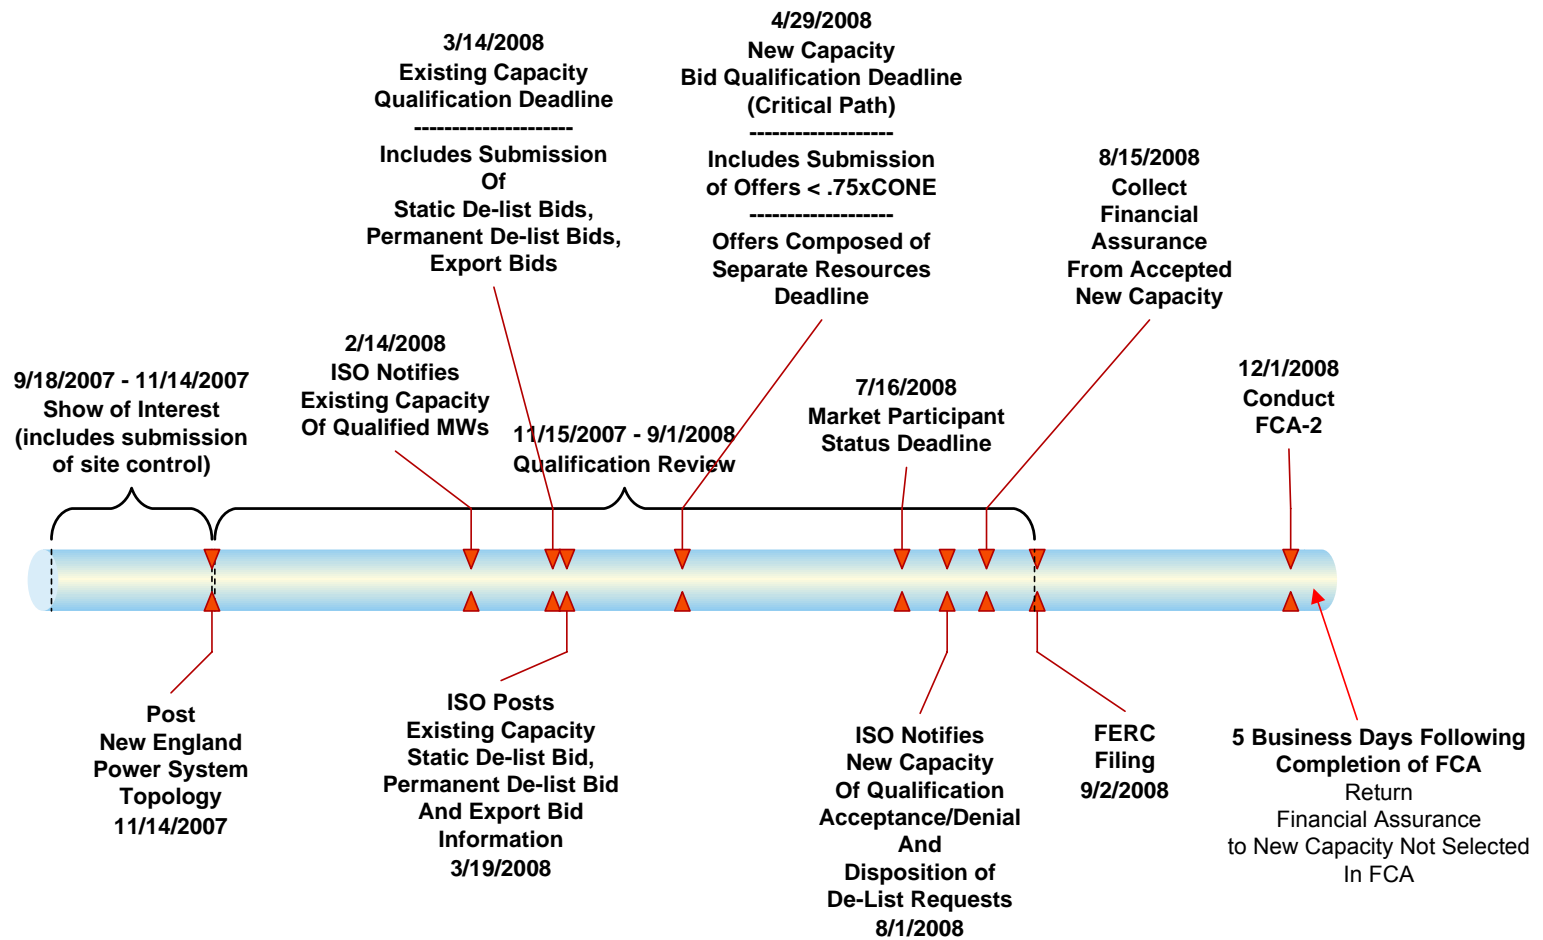 4/29/2008
New Capacity
Bid Qualification Deadline
(Critical Path)
-------------------
Includes Submission
of Offers < .75xCONE
-------------------
Offers Composed of
Separate Resources
Deadline
3/14/2008
Existing Capacity
Qualification Deadline
---------------------
Includes Submission
Of
Static De-list Bids,
Permanent De-list Bids,
Export Bids
8/15/2008
Collect
Financial
Assurance
From Accepted
New Capacity
2/14/2008
ISO Notifies
Existing Capacity
Of Qualified MWs
9/18/2007 - 11/14/2007
Show of Interest
(includes submission
of site control)
11/15/2007 - 9/1/2008
Qualification Review
7/16/2008
Market Participant
Status Deadline
12/1/2008
Conduct
FCA-2
Post
New England
Power System
Topology
11/14/2007
ISO Posts
Existing Capacity
Static De-list Bid,
Permanent De-list Bid
And Export Bid
Information
3/19/2008
ISO Notifies
New Capacity
Of Qualification
Acceptance/Denial
And
Disposition of
De-List Requests
8/1/2008
FERC
Filing
9/2/2008
5 Business Days Following
Completion of FCA
Return
Financial Assurance
to New Capacity Not Selected
In FCA